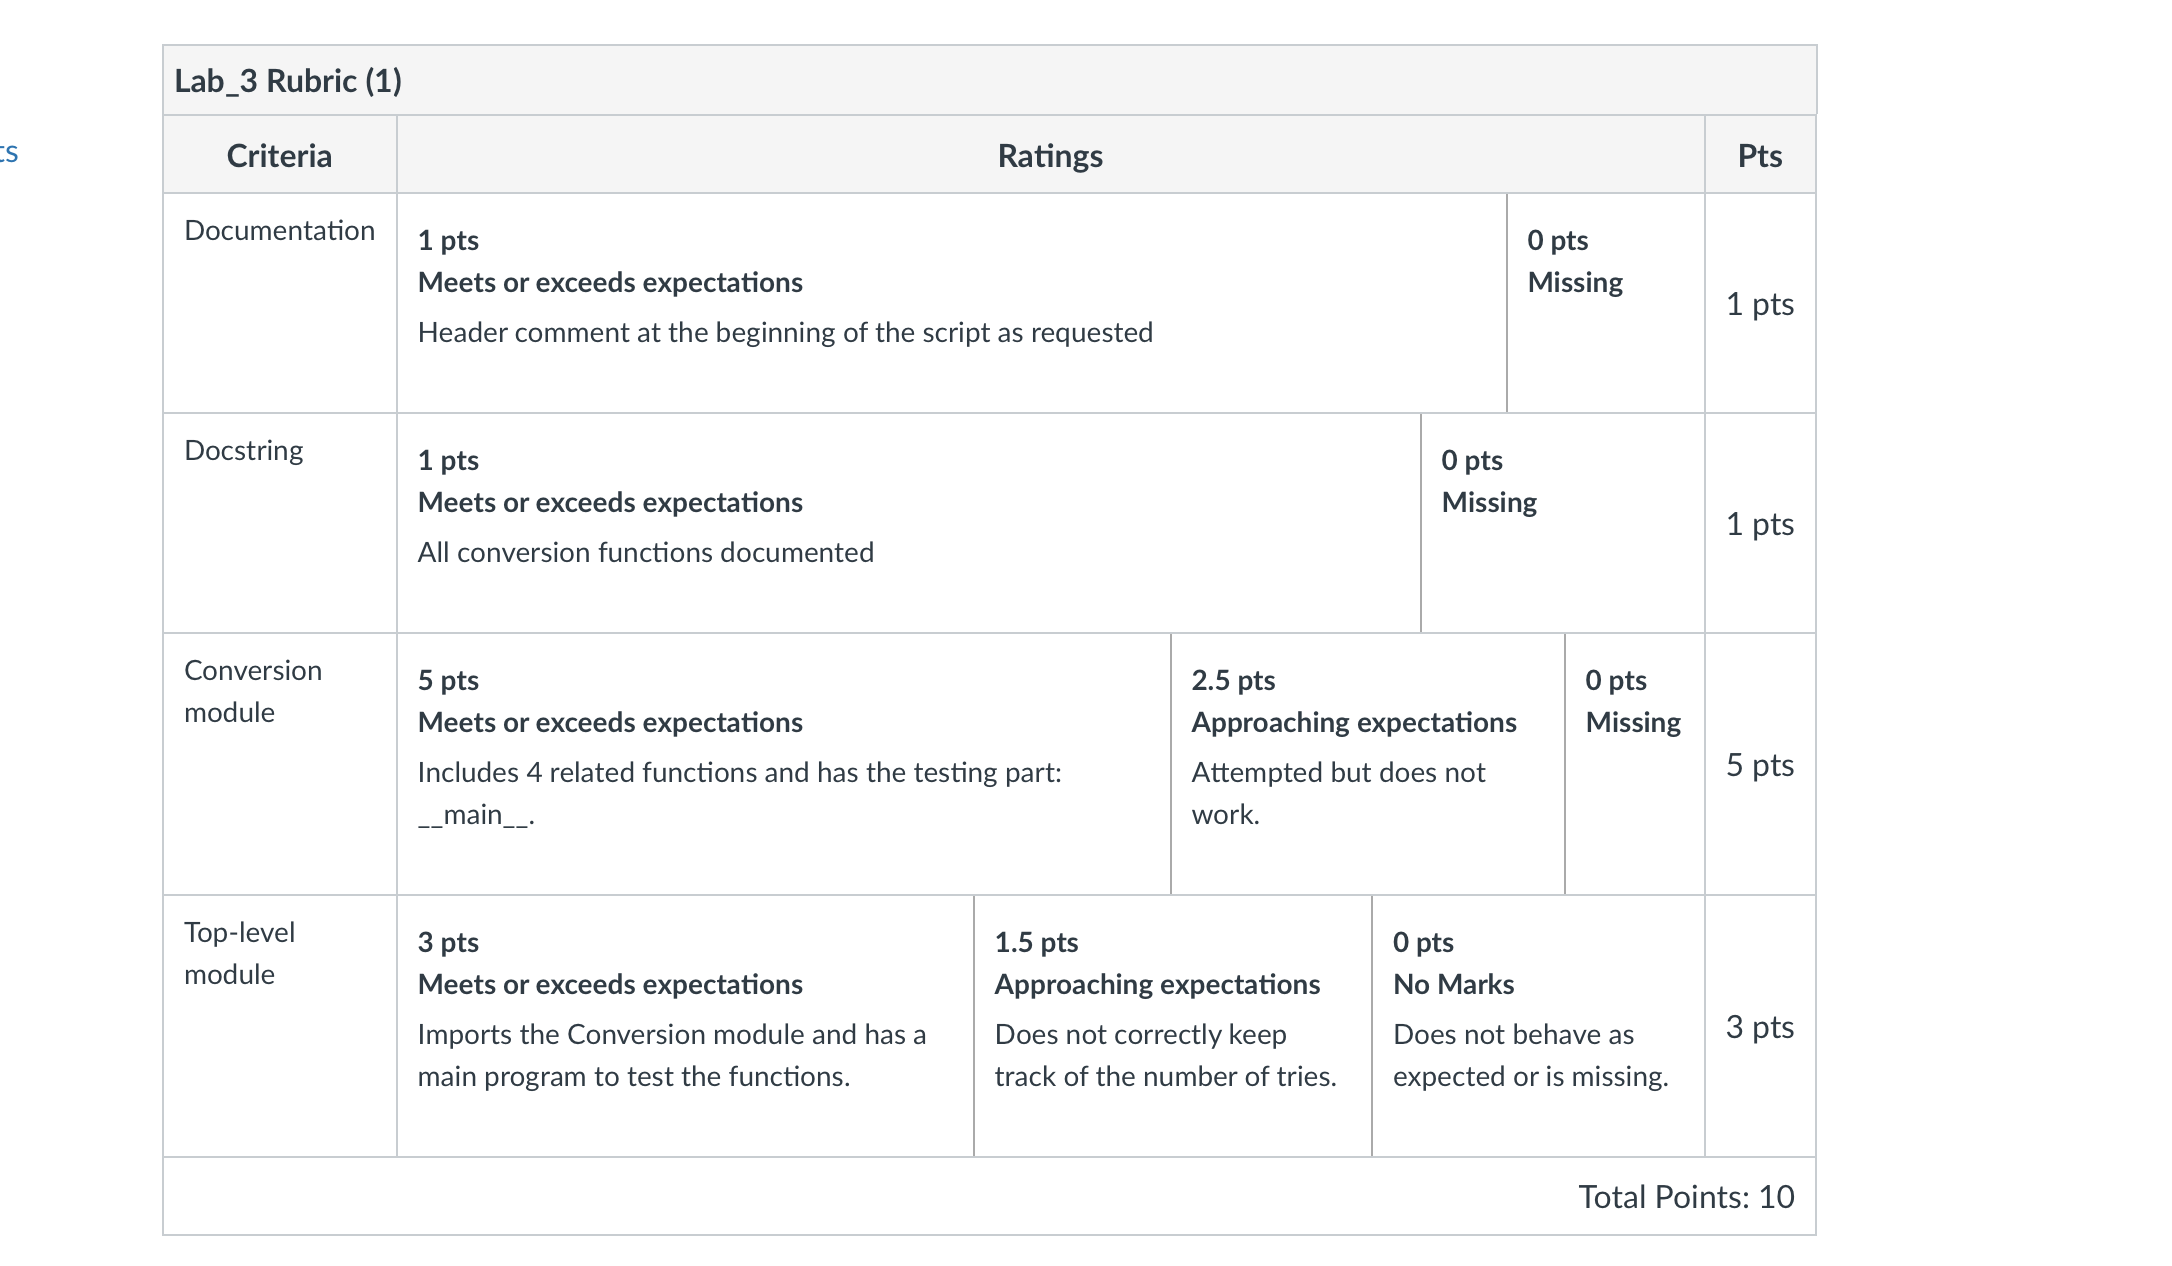 Lab_3 Rubric (1)
ts
Criteria
Ratings
Pts
Documentation
1 pts
Meets or exceeds expectations
Header comment at the beginning of the script as requested
0 pts
Missing
1 pts
Docstring
1 pts
Meets or exceeds expectations
All conversion functions documented
0 pts
Missing
1 pts
Conversion
module
5 pts
Meets or exceeds expectations
Includes 4 related functions and has the testing part:
__main__.
2.5 pts
Approaching expectations
Attempted but does not
work.
0 pts
Missing
5 pts
Top-level
module
3 pts
Meets or exceeds expectations
Imports the Conversion module and has a
main program to test the functions.
1.5 pts
Approaching expectations
Does not correctly keep
track of the number of tries.
0 pts
No Marks
Does not behave as
expected or is missing.
3 pts
Total Points: 10